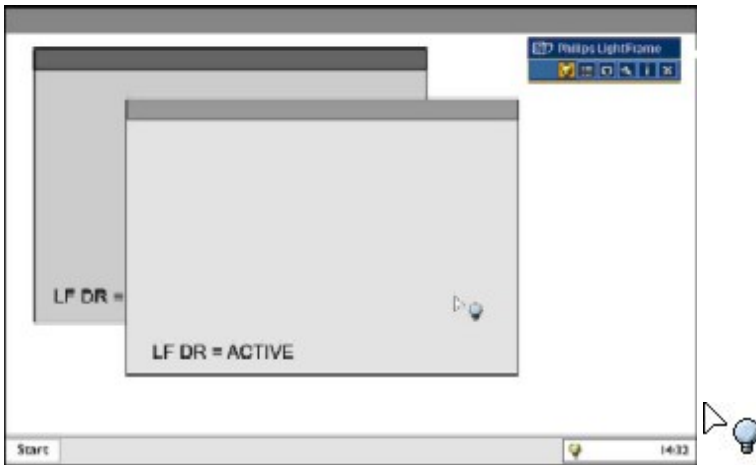 Philips LightFrame
LF DR =
LF DR = ACTIVE
Start
14:32